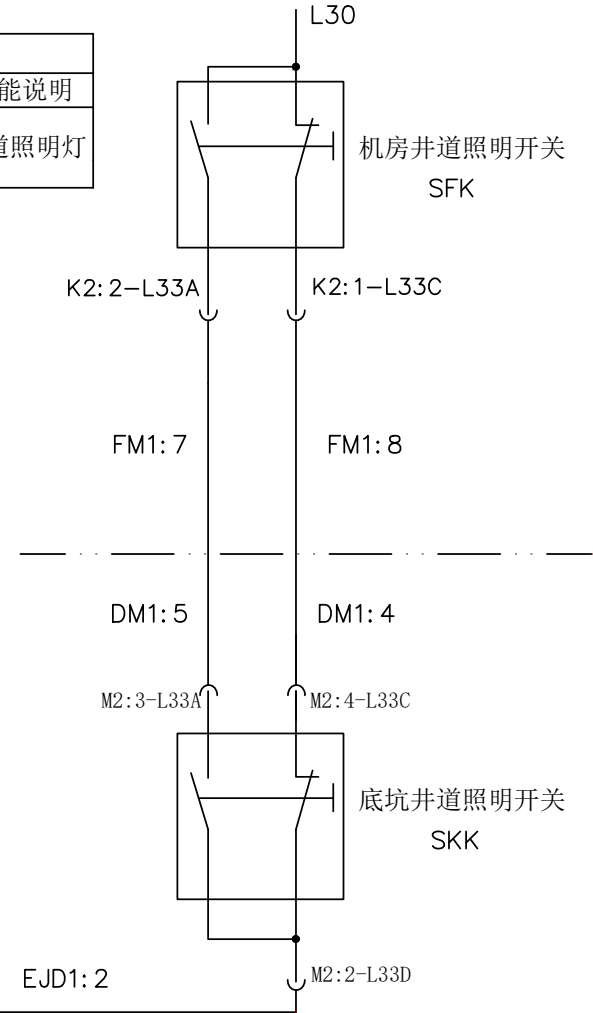 L30
能说明
道照明灯
机房井道照明开关
SFK
K2:2-L33A
K2:1-L33C
FM1:7
FM1:8
DM1:5
DM1:4
M2:3-L33A
M2:4-L33C
底坑井道照明开关
SKK
EJD1:2
M2:2-L33D